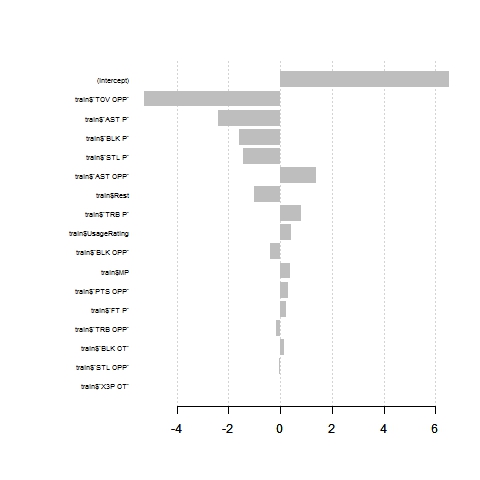 (Intercept)
train$`TOV OPP`
train$`AST P`
train$`BLK P`
train$`STL P`
train$`AST OPP`
train$Rest
train$`TRB P`
train$UsageRating
train$`BLK OPP`
train$MP
train$`PTS OPP`
train$`FT P`
train$`TRB OPP`
train$`BLK OT`
train$`STL OPP`
train$`X3P OT`
-4 -2 0 2 4 6